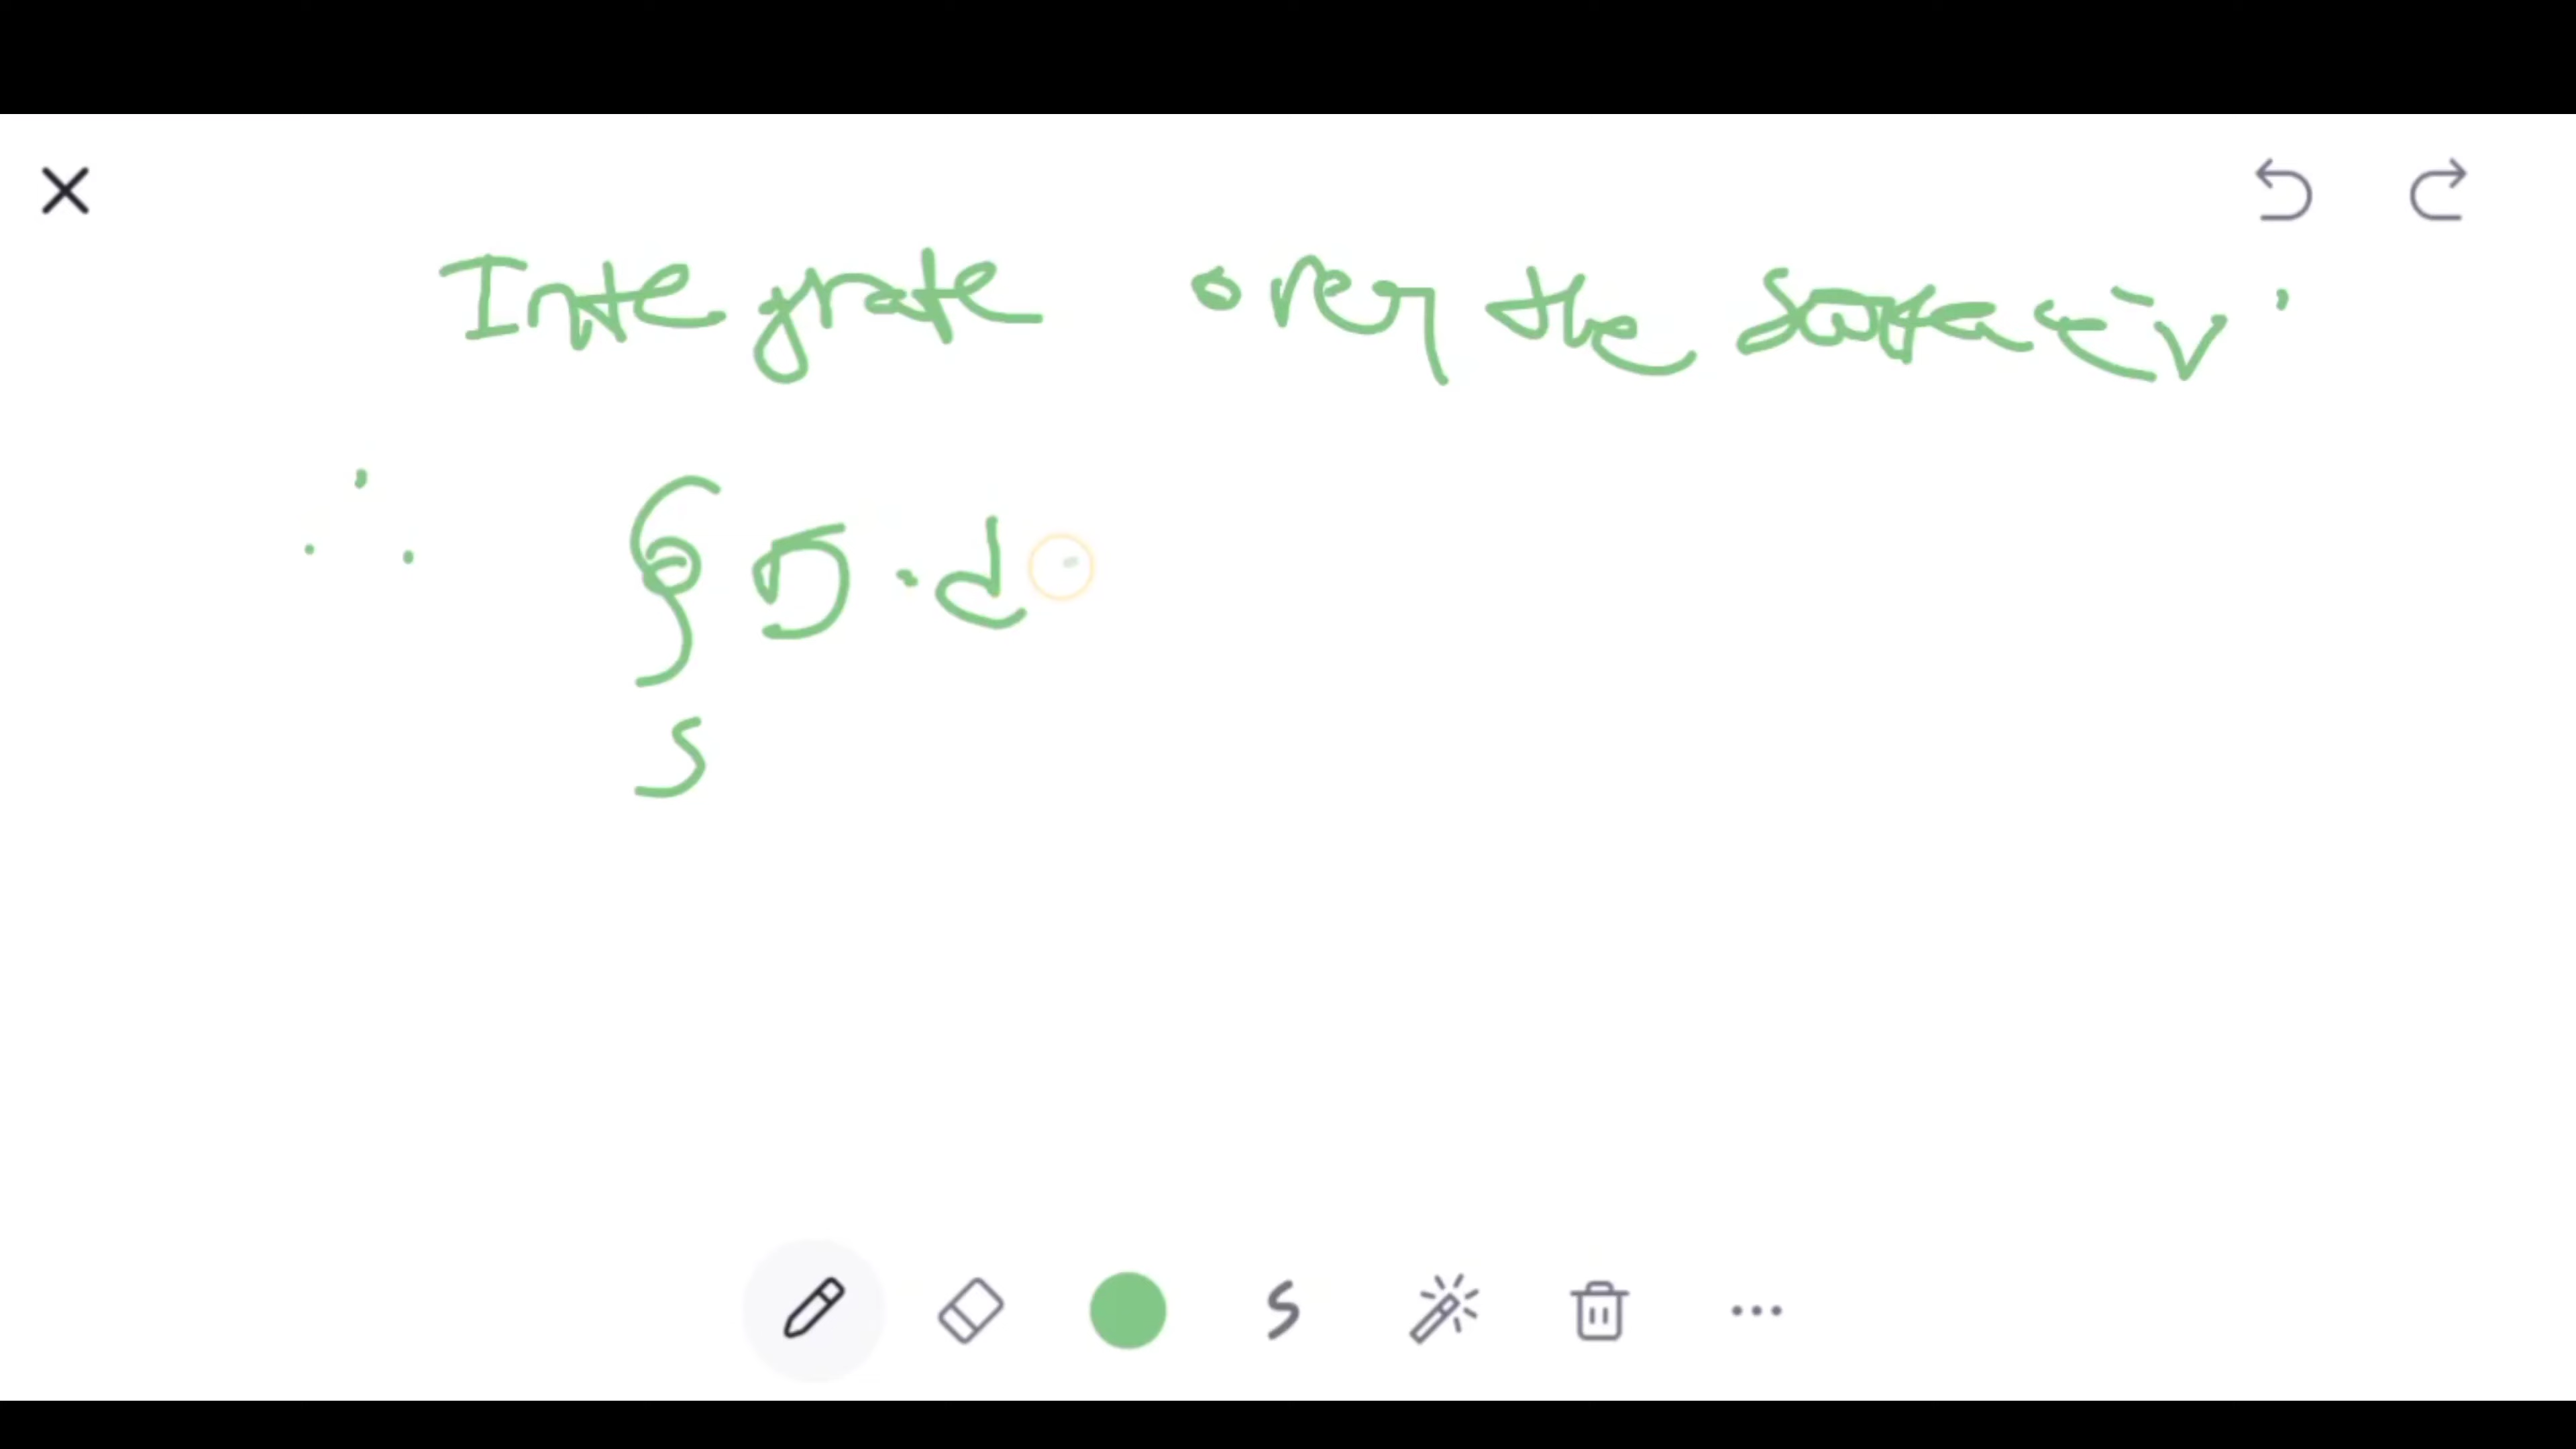 Integrate over the
∴ ∮ D̅ · d
S